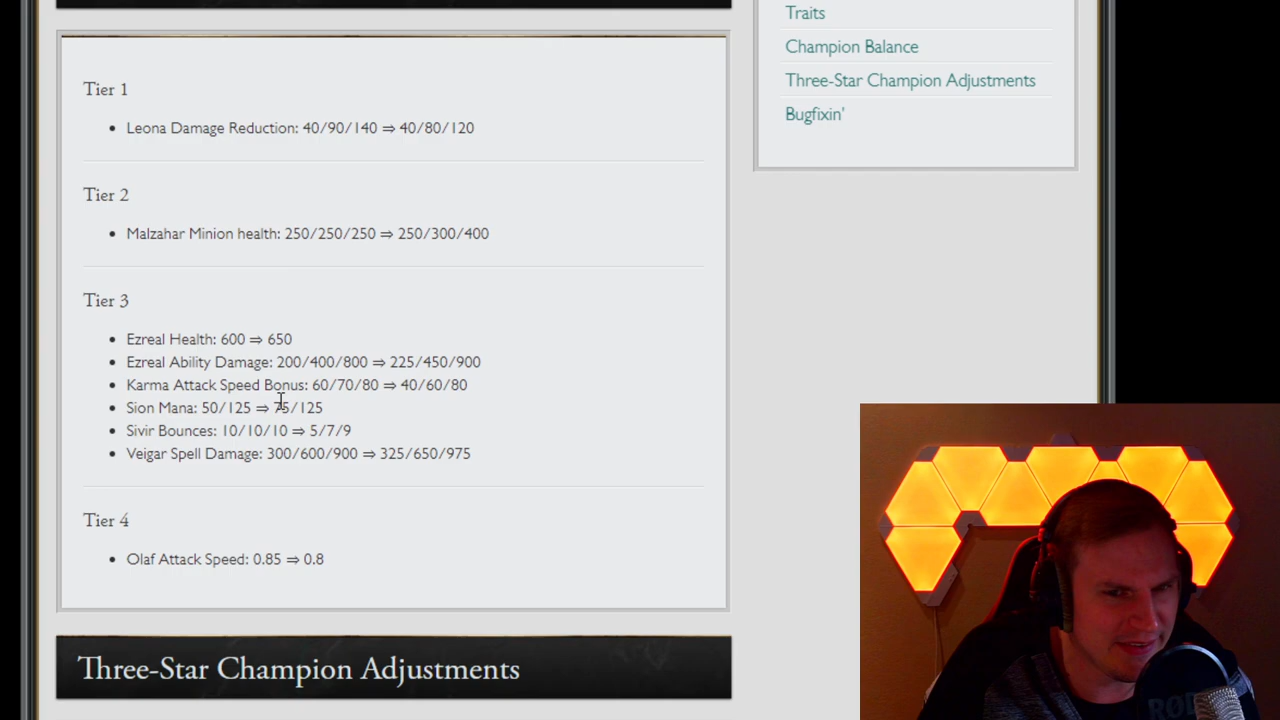 Traits
Champion Balance
Three-Star Champion Adjustments
Bugfixin'
Tier 1
• Leona Damage Reduction: 40/90/140 ⇒ 40/80/120
Tier 2
• Malzahar Minion health: 250/250/250 ⇒ 250/300/400
Tier 3
• Ezreal Health: 600 ⇒ 650
• Ezreal Ability Damage: 200/400/800 ⇒ 225/450/900
• Karma Attack Speed Bonus: 60/70/80 ⇒ 40/60/80
• Sion Mana: 50/125 ⇒ 75/125
• Sivir Bounces: 10/10/10 ⇒ 5/7/9
• Veigar Spell Damage: 300/600/900 ⇒ 325/650/975
Tier 4
• Olaf Attack Speed: 0.85 ⇒ 0.8
Three-Star Champion Adjustments
RØDE